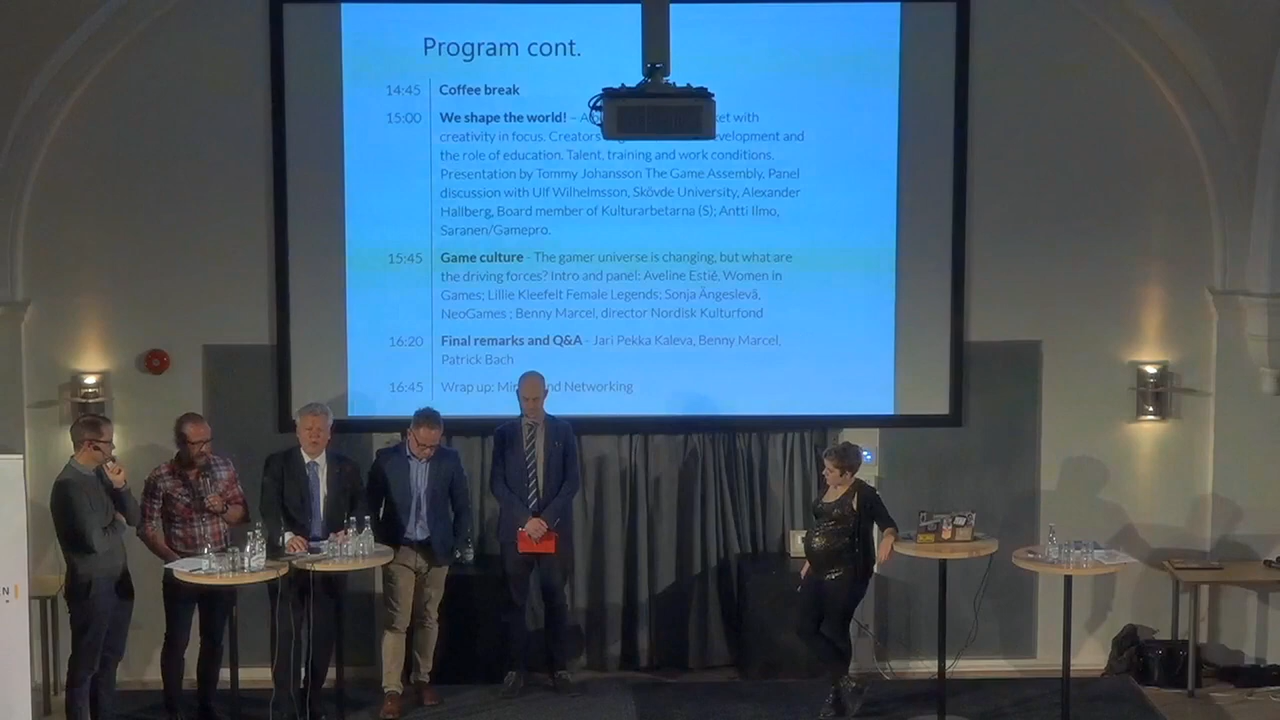 Program cont.
14:45 Coffee break
15:00 We shape the world! – A ket with
creativity in focus. Creators velopment and
the role of education. Talent, training and work conditions.
Presentation by Tommy Johansson The Game Assembly. Panel
discussion with Ulf Wilhelmsson, Skövde University, Alexander
Hallberg, Board member of Kulturarbetarna (S); Antti Ilmo,
Saranen/Gamepro.
15:45 Game culture - The gamer universe is changing, but what are
the driving forces? Intro and panel: Aveline Estié, Women in
Games; Lillie Kleefelt Female Legends; Sonja Ängeslevä,
NeoGames ; Benny Marcel, director Nordisk Kulturfond
16:20 Final remarks and Q&A - Jari Pekka Kaleva, Benny Marcel,
Patrick Bach
16:45 Wrap up: Min nd Networking
EN